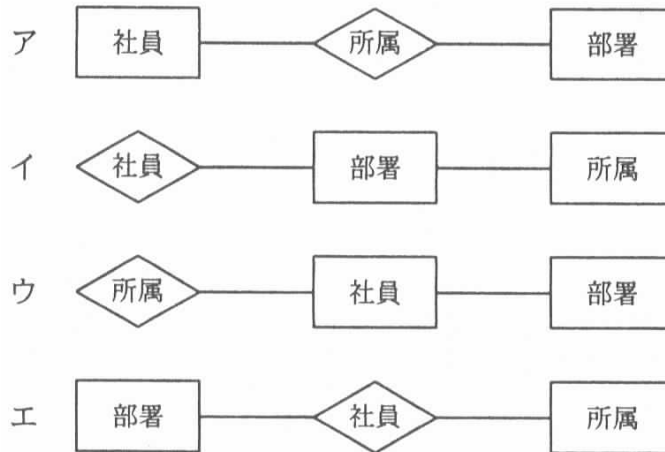 ア 社員 所属 部署
イ 社員 部署 所属
ウ 所属 社員 部署
エ 部署 社員 所属